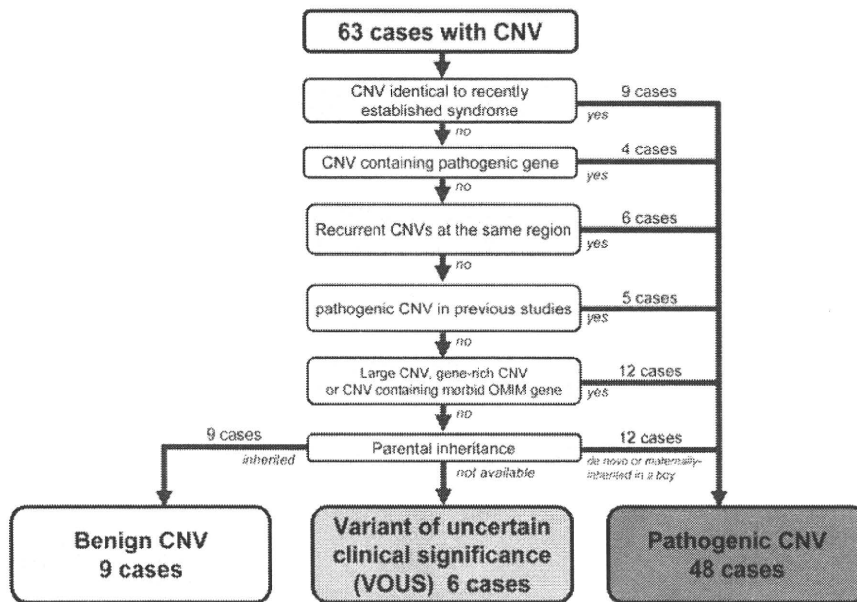 63 cases with CNV
CNV identical to recently
established syndrome
9 cases
yes
no
CNV containing pathogenic gene
4 cases
yes
no
Recurrent CNVs at the same region
6 cases
yes
no
pathogenic CNV in previous studies
5 cases
yes
no
Large CNV, gene-rich CNV
or CNV containing morbid OMIM gene
12 cases
yes
no
9 cases
inherited
Parental inheritance
12 cases
de novo or maternally-
inherited in a boy
not available
Benign CNV
9 cases
Variant of uncertain
clinical significance
(VOUS) 6 cases
Pathogenic CNV
48 cases